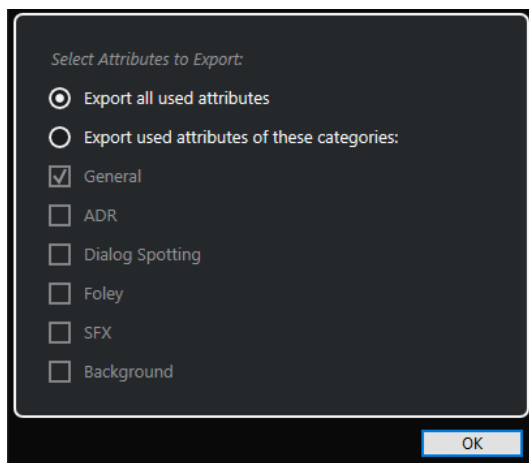 Select Attributes to Export:
Export all used attributes
Export used attributes of these categories:
General
ADR
Dialog Spotting
Foley
SFX
Background
OK